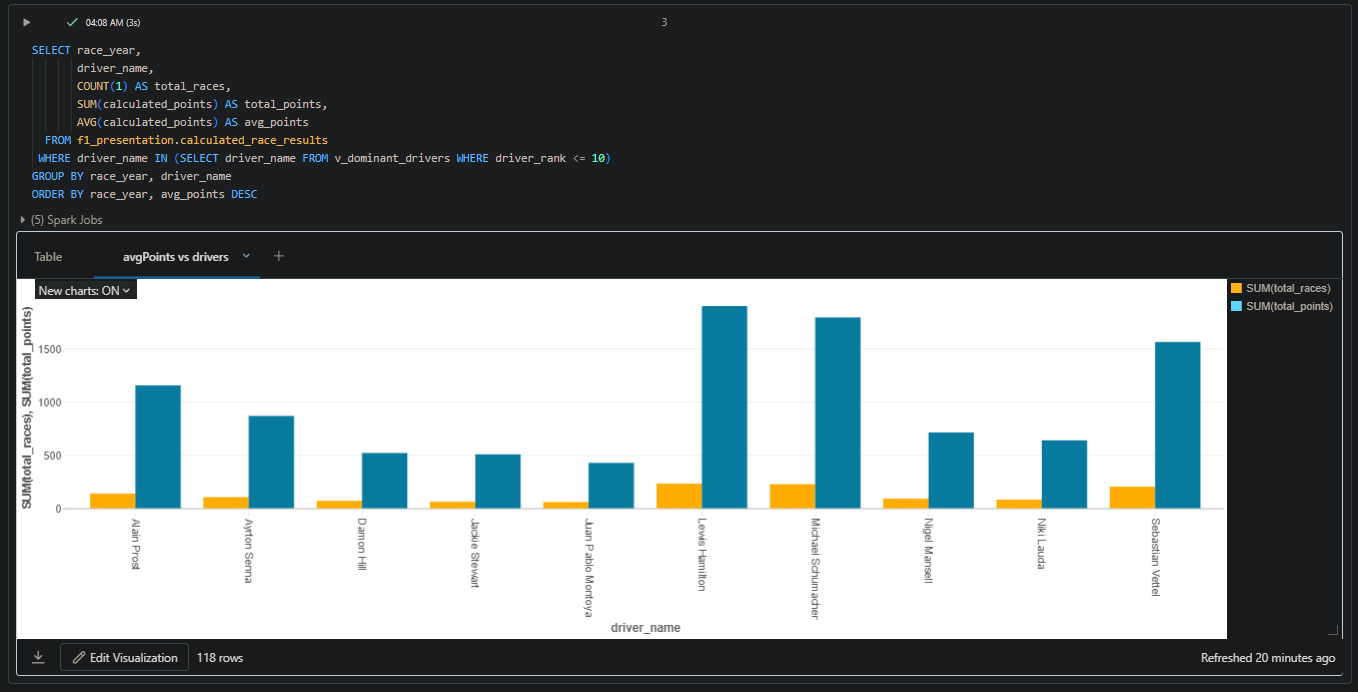 04:08 AM (3s)
3
SELECT race_year,
driver_name,
COUNT(1) AS total_races,
SUM(calculated_points) AS total_points,
AVG(calculated_points) AS avg_points
FROM f1_presentation.calculated_race_results
WHERE driver_name IN (SELECT driver_name FROM v_dominant_drivers WHERE driver_rank <= 10)
GROUP BY race_year, driver_name
ORDER BY race_year, avg_points DESC
(5) Spark Jobs
Table
avgPoints vs drivers
+
New charts: ON
SUM(total_races)
SUM(total_points)
SUM(total_races), SUM(total_points)
1500
1000
500
0
Alain Prost
Ayrton Senna
Damon Hill
Jackie Stewart
Juan Pablo Montoya
Lewis Hamilton
Michael Schumacher
Nigel Mansell
Niki Lauda
Sebastian Vettel
driver_name
Edit Visualization
118 rows
Refreshed 20 minutes ago